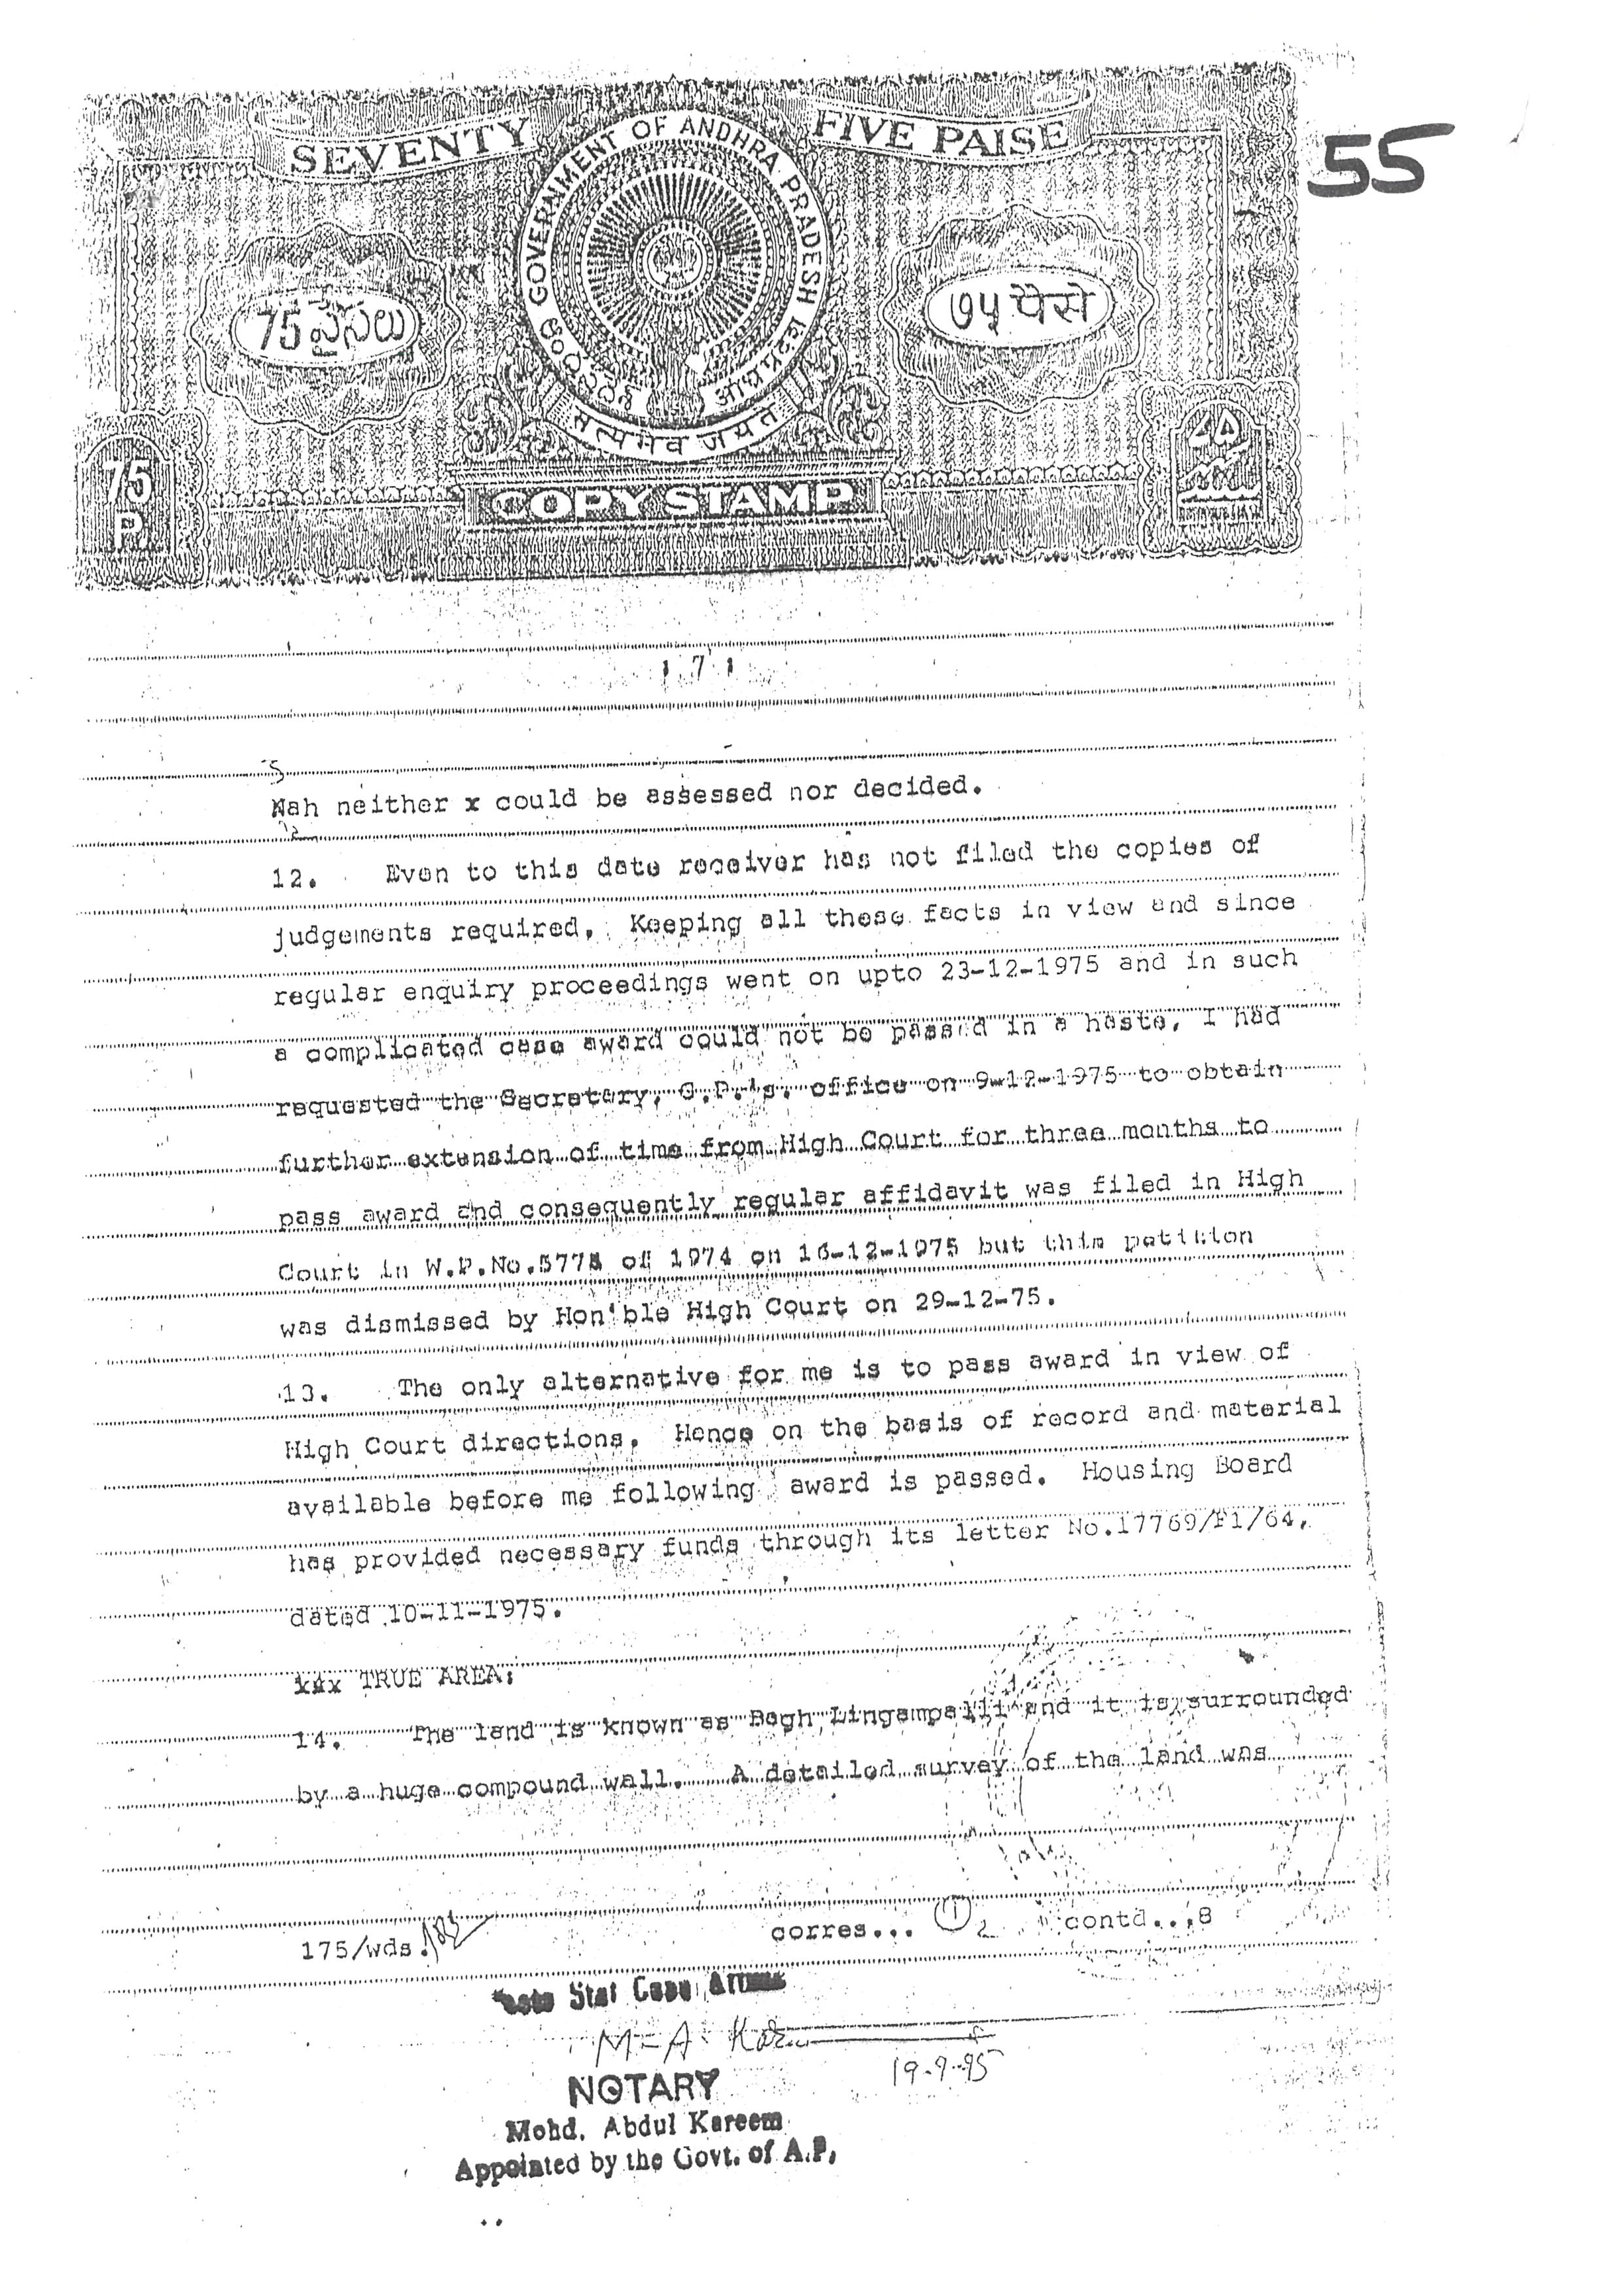 55
SEVENTY FIVE PAISE
GOVERNMENT OF ANDHRA PRADESH
75 పైసలు
७५ पैसे
ఆంధ్రప్రదేశ్ आंध्र प्रदेश
सत्यमेव जयते
75
P.
COPY STAMP
7
Nah neither x could be assessed nor decided.
12. Even to this date receiver has not filed the copies of
judgements required. Keeping all these facts in view and since
regular enquiry proceedings went on upto 23-12-1975 and in such
a complicated case award could not be passed in a haste, I had
requested the Secretary, G.P.'s. office on 9-12-1975 to obtain
further extension of time from High Court for three months to
pass award and consequently regular affidavit was filed in High
Court in W.P.No. of 1974 on 16-12-1975 but this petition
was dismissed by Hon'ble High Court on 29-12-75.
13. The only alternative for me is to pass award in view of
High Court directions. Hence on the basis of record and material
available before me following award is passed. Housing Board
has provided necessary funds through its letter No.17769/F1/64,
dated 10-11-1975.
xxx TRUE AREA:
14. The land is known as Bagh Lingampalli and it is surrounded
by a huge compound wall. A detailed survey of the land was
175/wds.
corres... 1 2 contd...8
Stat
M-A-
19-9-95
NOTARY
Mohd. Abdul Kareem
Appointed by the Govt. of A.P.